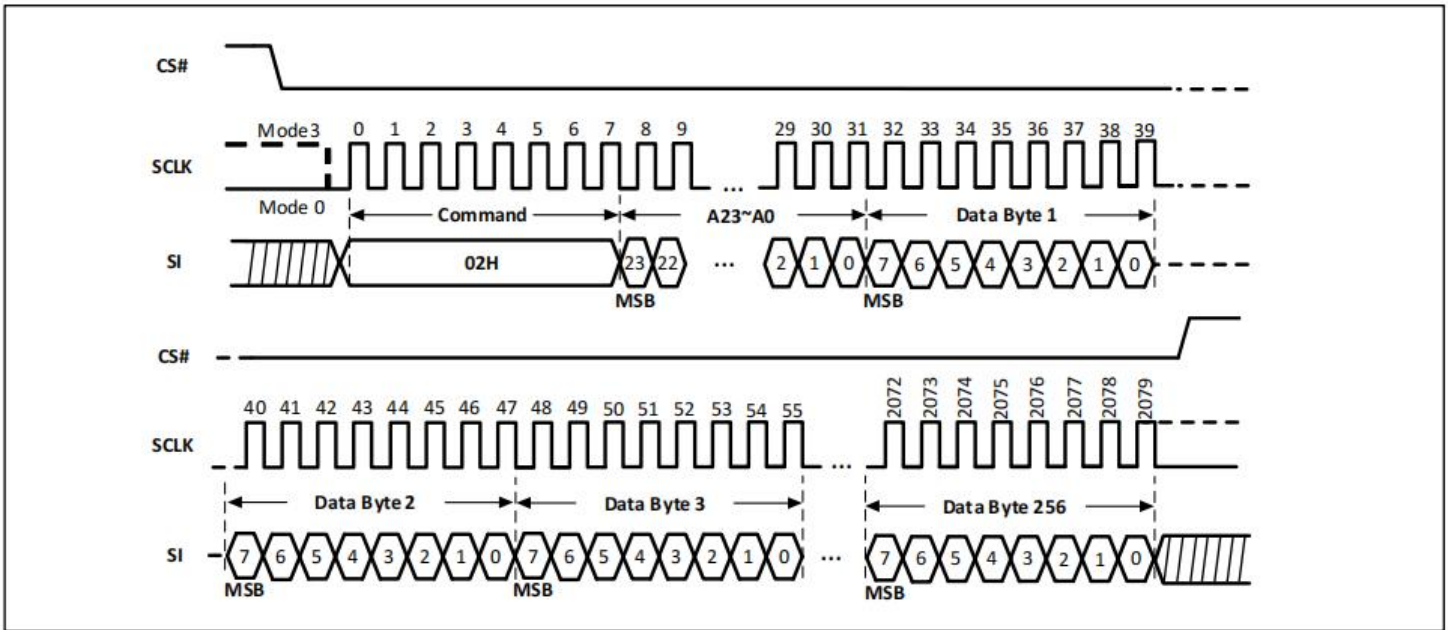 CS#
Mode3 0 1 2 3 4 5 6 7 8 9 29 30 31 32 33 34 35 36 37 38 39
SCLK ...
Mode 0 Command A23~A0 Data Byte 1
SI 02H 23 22 ... 2 1 0 7 6 5 4 3 2 1 0
MSB MSB
CS#
40 41 42 43 44 45 46 47 48 49 50 51 52 53 54 55 2072 2073 2074 2075 2076 2077 2078 2079
SCLK ...
Data Byte 2 Data Byte 3 Data Byte 256
SI 7 6 5 4 3 2 1 0 7 6 5 4 3 2 1 0 ... 7 6 5 4 3 2 1 0
MSB MSB MSB